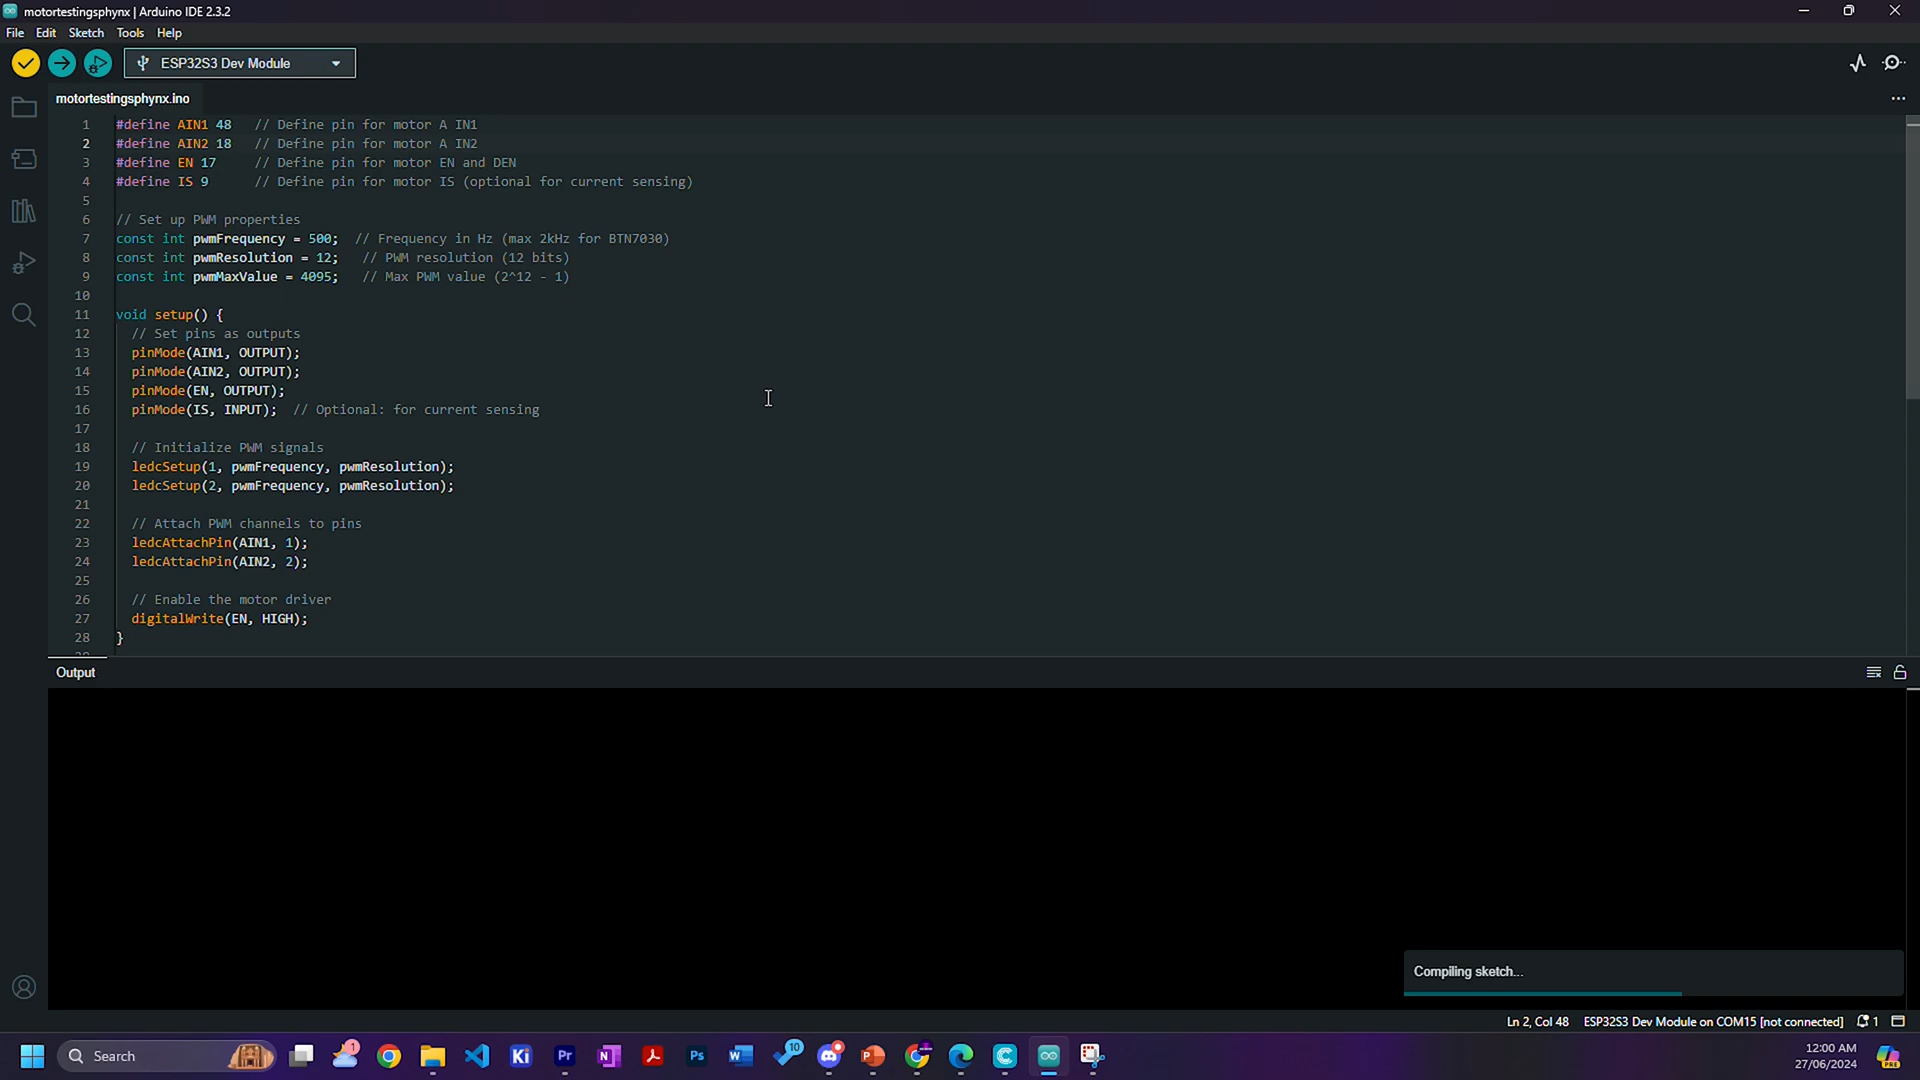 motortestingsphynx | Arduino IDE 2.3.2
File Edit Sketch Tools Help
ESP32S3 Dev Module
motortestingsphynx.ino
1 #define AIN1 48 // Define pin for motor A IN1
2 #define AIN2 18 // Define pin for motor A IN2
3 #define EN 17 // Define pin for motor EN and DEN
4 #define IS 9 // Define pin for motor IS (optional for current sensing)
5
6 // Set up PWM properties
7 const int pwmFrequency = 500; // Frequency in Hz (max 2kHz for BTN7030)
8 const int pwmResolution = 12; // PWM resolution (12 bits)
9 const int pwmMaxValue = 4095; // Max PWM value (2^12 - 1)
10
11 void setup() {
12 // Set pins as outputs
13 pinMode(AIN1, OUTPUT);
14 pinMode(AIN2, OUTPUT);
15 pinMode(EN, OUTPUT);
16 pinMode(IS, INPUT); // Optional: for current sensing
17
18 // Initialize PWM signals
19 ledcSetup(1, pwmFrequency, pwmResolution);
20 ledcSetup(2, pwmFrequency, pwmResolution);
21
22 // Attach PWM channels to pins
23 ledcAttachPin(AIN1, 1);
24 ledcAttachPin(AIN2, 2);
25
26 // Enable the motor driver
27 digitalWrite(EN, HIGH);
28 }
Output
Compiling sketch...
Ln 2, Col 48 ESP32S3 Dev Module on COM15 [not connected] 1
Search 1 Ki Pr N Ps W 10 C PRE
12:00 AM
27/06/2024